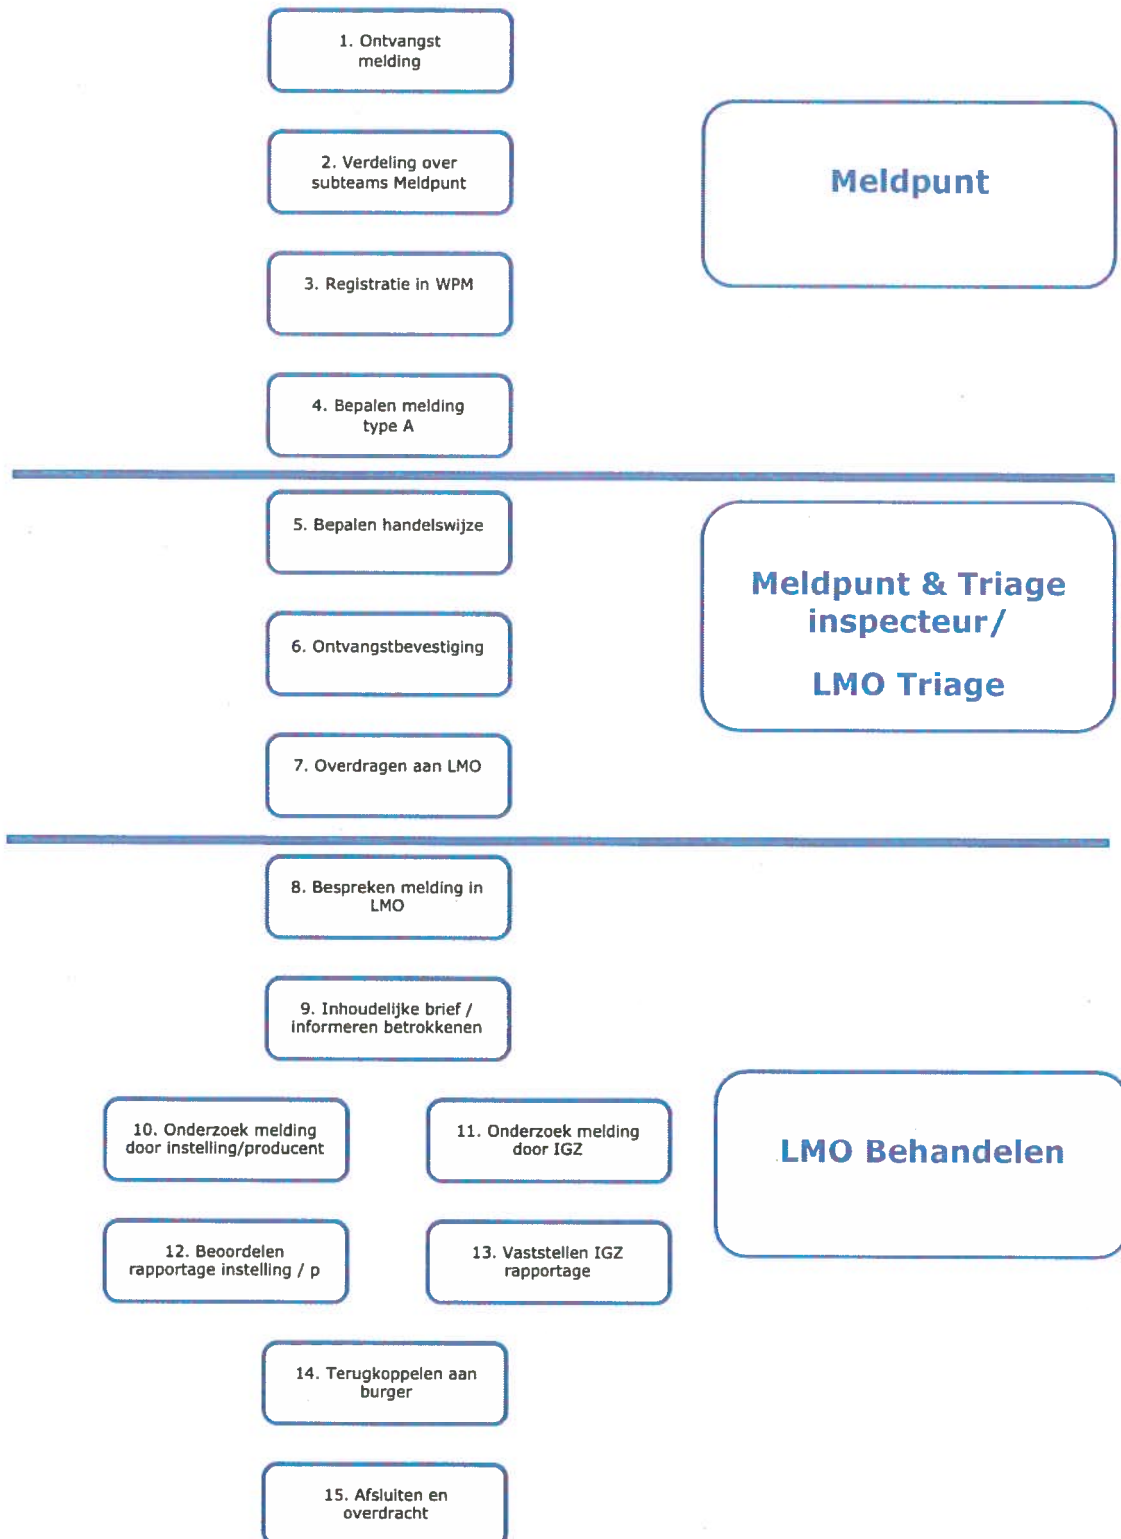 1. Ontvangst
melding
2. Verdeling over
subteams Meldpunt
Meldpunt
3. Registratie in WPM
4. Bepalen melding
type A
5. Bepalen handelswijze
Meldpunt & Triage
inspecteur/
LMO Triage
6. Ontvangstbevestiging
7. Overdragen aan LMO
8. Bespreken melding in
LMO
9. Inhoudelijke brief /
informeren betrokkenen
10. Onderzoek melding
door instelling/producent
11. Onderzoek melding
door IGZ
LMO Behandelen
12. Beoordelen
rapportage instelling / p
13. Vaststellen IGZ
rapportage
14. Terugkoppelen aan
burger
15. Afsluiten en
overdracht